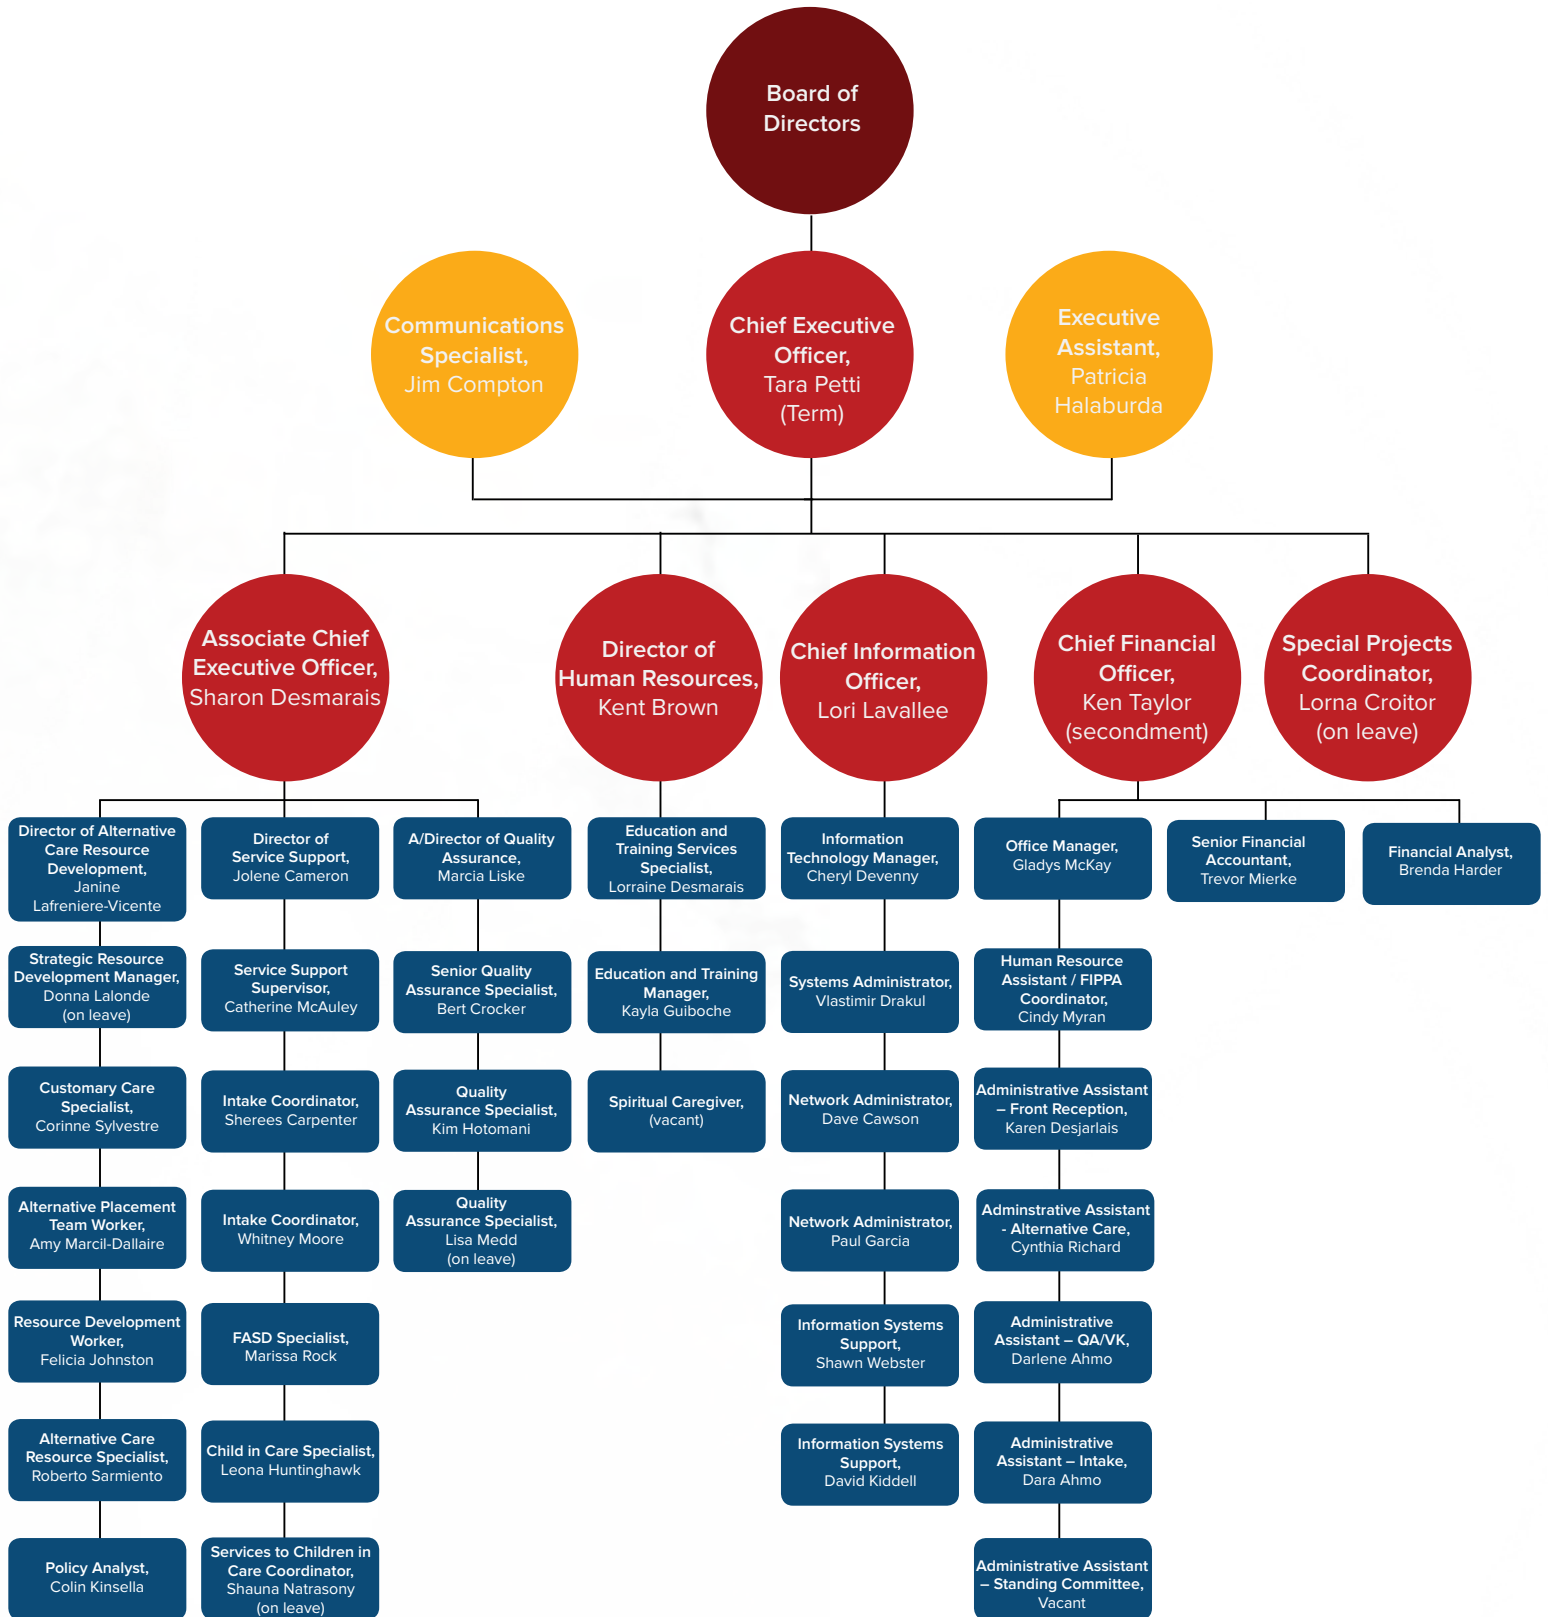 Board of
Directors
Communications
Specialist,
Jim Compton
Chief Executive
Officer,
Tara Petti
(Term)
Executive
Assistant,
Patricia
Halaburda
Associate Chief
Executive Officer,
Sharon Desmarais
Director of
Human Resources,
Kent Brown
Chief Information
Officer,
Lori Lavallee
Chief Financial
Officer,
Ken Taylor
(secondment)
Special Projects
Coordinator,
Lorna Croitor
(on leave)
Director of Alternative
Care Resource
Development,
Janine
Lafreniere-Vicente
Strategic Resource
Development Manager,
Donna Lalonde
(on leave)
Customary Care
Specialist,
Corinne Sylvestre
Alternative Placement
Team Worker,
Amy Marcil-Dallaire
Resource Development
Worker,
Felicia Johnston
Alternative Care
Resource Specialist,
Roberto Sarmiento
Policy Analyst,
Colin Kinsella
Director of
Service Support,
Jolene Cameron
Service Support
Supervisor,
Catherine McAuley
Intake Coordinator,
Sherees Carpenter
Intake Coordinator,
Whitney Moore
FASD Specialist,
Marissa Rock
Child in Care Specialist,
Leona Huntinghawk
Services to Children in
Care Coordinator,
Shauna Natrasony
(on leave)
A/Director of Quality
Assurance,
Marcia Liske
Senior Quality
Assurance Specialist,
Bert Crocker
Quality
Assurance Specialist,
Kim Hotomani
Quality
Assurance Specialist,
Lisa Medd
(on leave)
Education and
Training Services
Specialist,
Lorraine Desmarais
Education and Training
Manager,
Kayla Guiboche
Spiritual Caregiver,
(vacant)
Information
Technology Manager,
Cheryl Devenny
Systems Administrator,
Vlastimir Drakul
Network Administrator,
Dave Cawson
Network Administrator,
Paul Garcia
Information Systems
Support,
Shawn Webster
Information Systems
Support,
David Kiddell
Office Manager,
Gladys McKay
Human Resource
Assistant / FIPPA
Coordinator,
Cindy Myran
Administrative Assistant
– Front Reception,
Karen Desjarlais
Adminstrative Assistant
- Alternative Care,
Cynthia Richard
Administrative
Assistant – QA/VK,
Darlene Ahmo
Administrative
Assistant – Intake,
Dara Ahmo
Administrative Assistant
– Standing Committee,
Vacant
Senior Financial
Accountant,
Trevor Mierke
Financial Analyst,
Brenda Harder